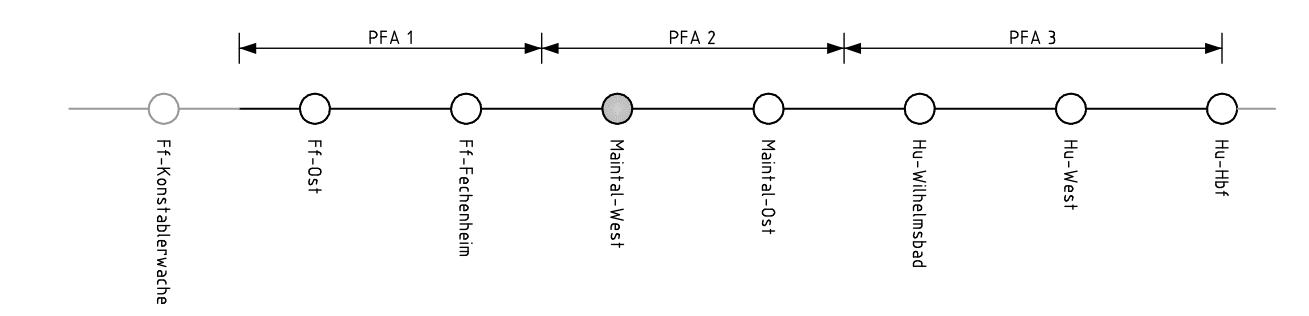 PFA 1
PFA 2
PFA 3
Ff-Konstablerwache
Ff-Ost
Ff-Fechenheim
Maintal-West
Maintal-Ost
Hu-Wilhelmsbad
Hu-West
Hu-Hbf